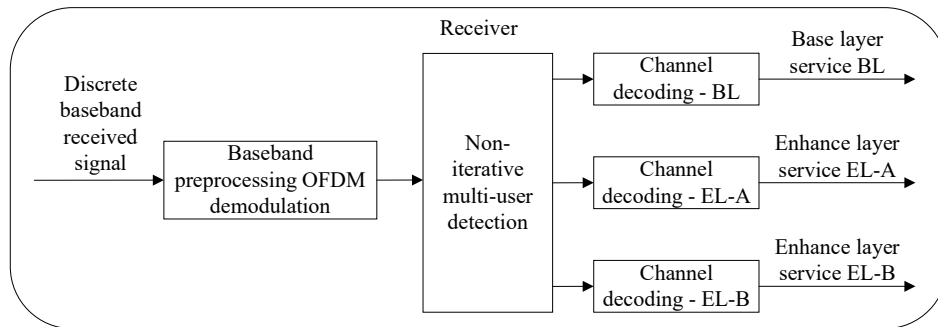 Receiver
Discrete
baseband
received
signal
Baseband
preprocessing OFDM
demodulation
Non-
iterative
multi-user
detection
Channel
decoding - BL
Base layer
service BL
Channel
decoding - EL-A
Enhance layer
service EL-A
Channel
decoding - EL-B
Enhance layer
service EL-B